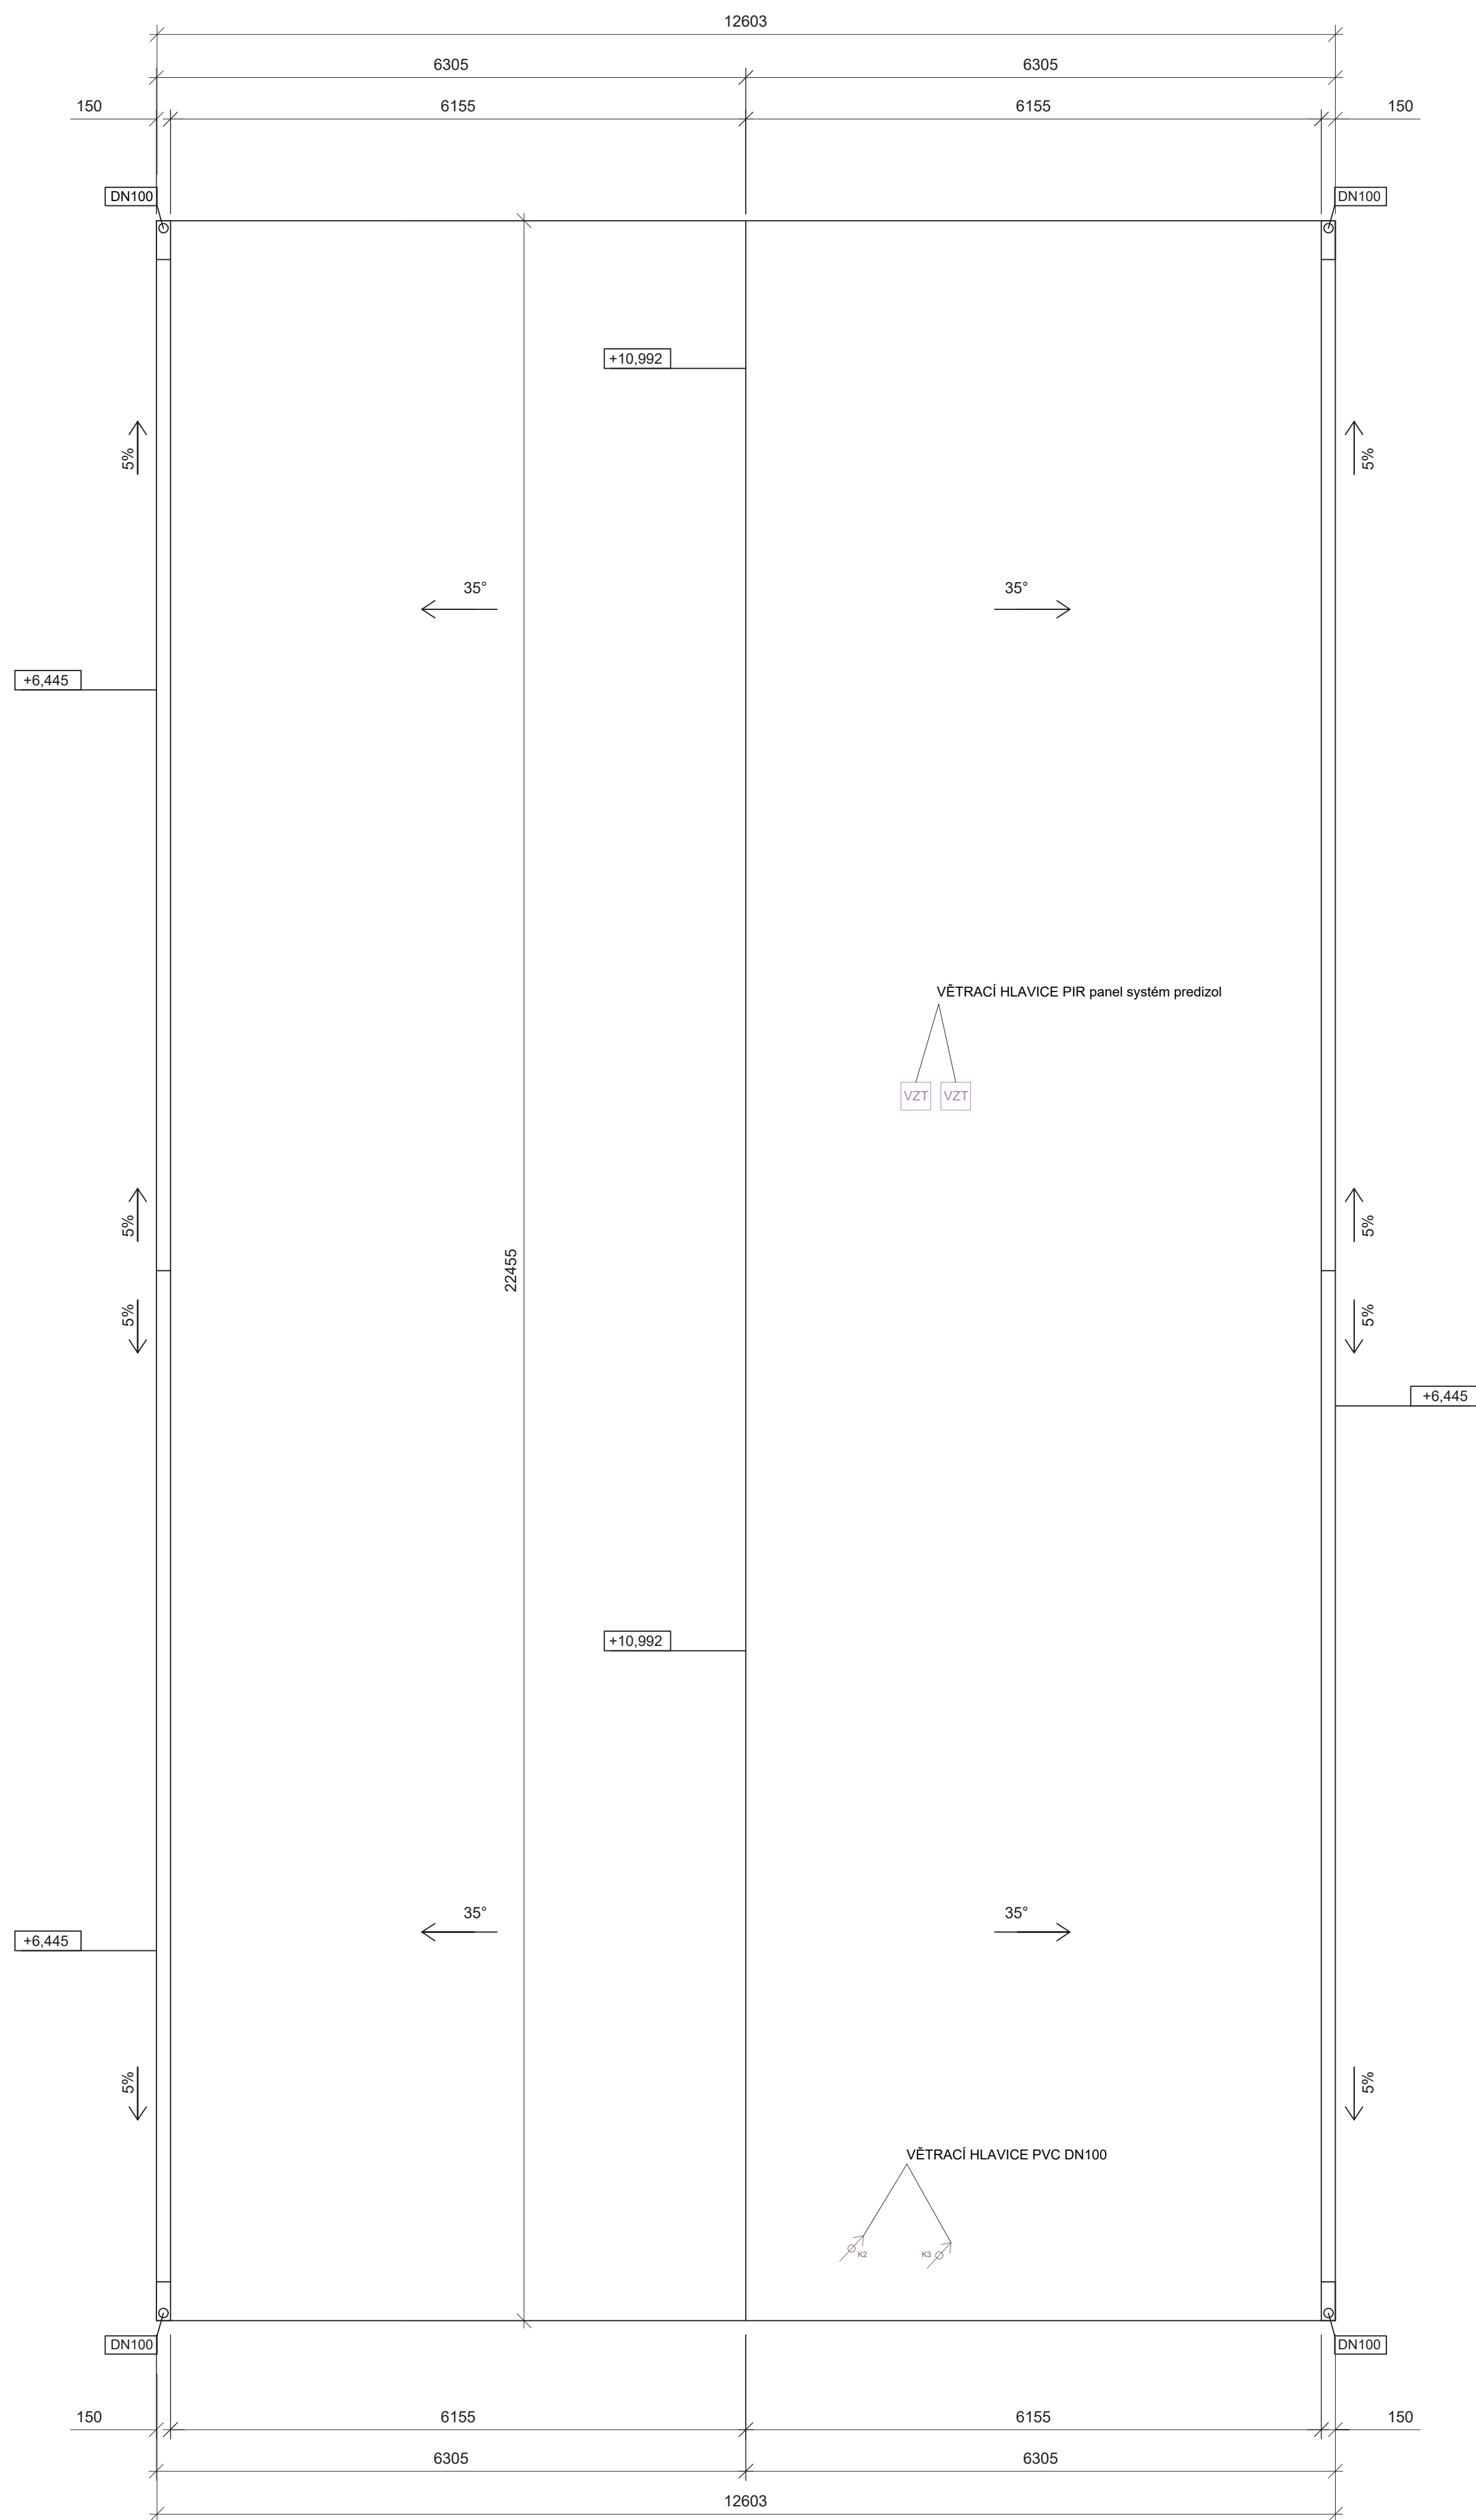 12603
6305 6305
150 6155 6155 150
DN100 DN100
+10,992
5% 5%
35° 35°
+6,445
VĚTRACÍ HLAVICE PIR panel systém predizol
VZT VZT
5% 5%
22455
5% 5%
+6,445
+10,992
35° 35°
+6,445
5% 5%
VĚTRACÍ HLAVICE PVC DN100
K2 K3
DN100 DN100
150 6155 6155 150
6305 6305
12603